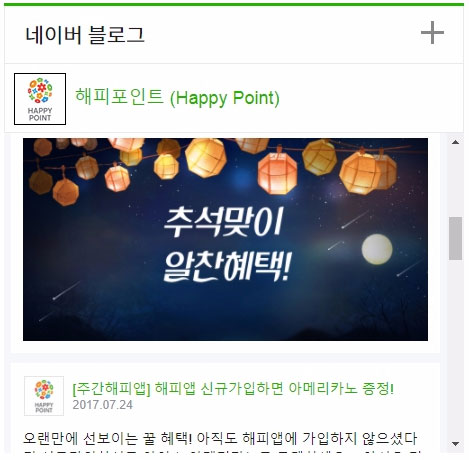 네이버 블로그
HAPPY
POINT
해피포인트 (Happy Point)
추석맞이
알찬혜택!
HAPPY
POINT
[주간해피앱] 해피앱 신규가입하면 아메리카노 증정!
2017.07.24
오랜만에 선보이는 꿀 혜택! 아직도 해피앱에 가입하지 않으셨다